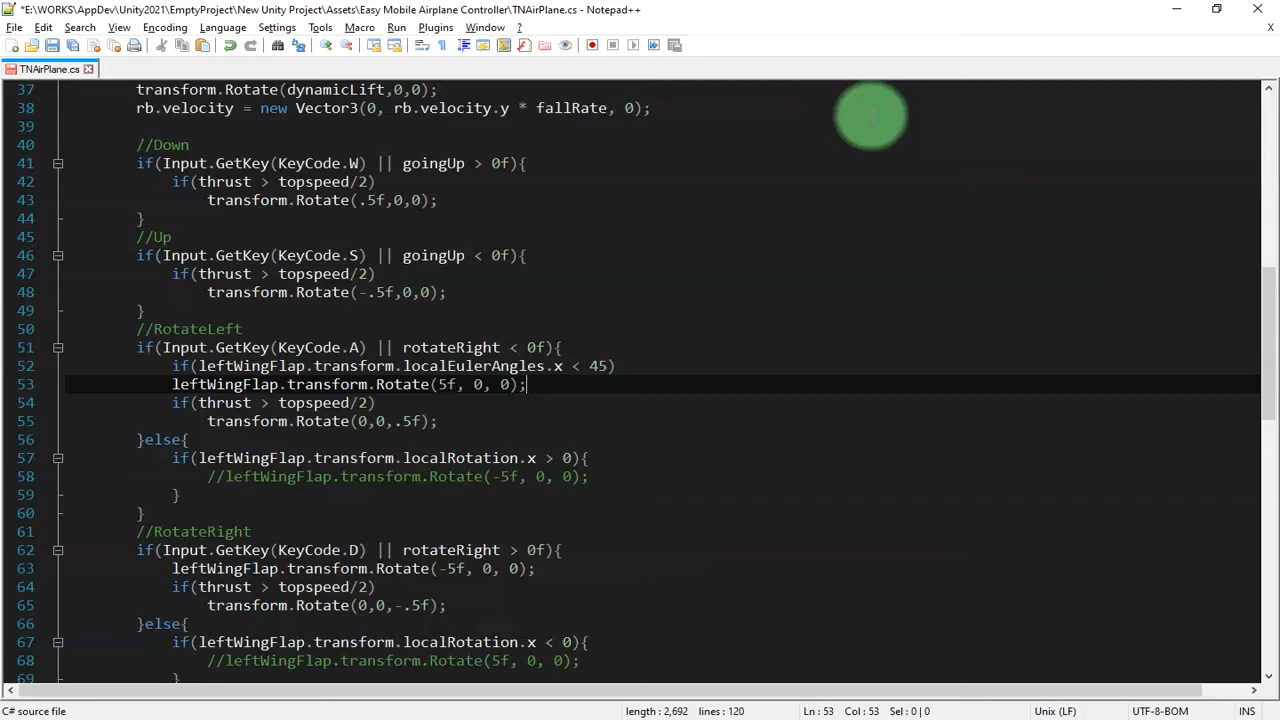 *E:\WORKS\AppDev\Unity2021\EmptyProject\New Unity Project\Assets\Easy Mobile Airplane Controller\TNAirPlane.cs - Notepad++
File Edit Search View Encoding Language Settings Tools Macro Run Plugins Window ? X
TNAirPlane.cs
37 transform.Rotate(dynamicLift,0,0);
38 rb.velocity = new Vector3(0, rb.velocity.y * fallRate, 0);
39
40 //Down
41 if(Input.GetKey(KeyCode.W) || goingUp > 0f){
42 if(thrust > topspeed/2)
43 transform.Rotate(.5f,0,0);
44 }
45 //Up
46 if(Input.GetKey(KeyCode.S) || goingUp < 0f){
47 if(thrust > topspeed/2)
48 transform.Rotate(-.5f,0,0);
49 }
50 //RotateLeft
51 if(Input.GetKey(KeyCode.A) || rotateRight < 0f){
52 if(leftWingFlap.transform.localEulerAngles.x < 45)
53 leftWingFlap.transform.Rotate(5f, 0, 0);
54 if(thrust > topspeed/2)
55 transform.Rotate(0,0,.5f);
56 }else{
57 if(leftWingFlap.transform.localRotation.x > 0){
58 //leftWingFlap.transform.Rotate(-5f, 0, 0);
59 }
60 }
61 //RotateRight
62 if(Input.GetKey(KeyCode.D) || rotateRight > 0f){
63 leftWingFlap.transform.Rotate(-5f, 0, 0);
64 if(thrust > topspeed/2)
65 transform.Rotate(0,0,-.5f);
66 }else{
67 if(leftWingFlap.transform.localRotation.x < 0){
68 //leftWingFlap.transform.Rotate(5f, 0, 0);
69 }
C# source file length : 2,692 lines : 120 Ln : 53 Col : 53 Sel : 0 | 0 Unix (LF) UTF-8-BOM INS